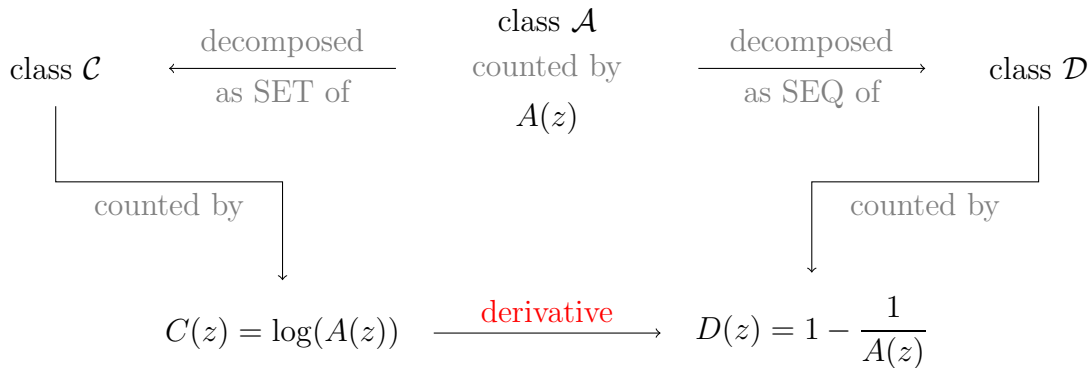 class 𝒜
decomposed
decomposed
class 𝒞
counted by
class 𝒟
as SET of
as SEQ of
A(z)
counted by
counted by
derivative
C(z) = log(A(z))
D(z) = 1 − 1/A(z)